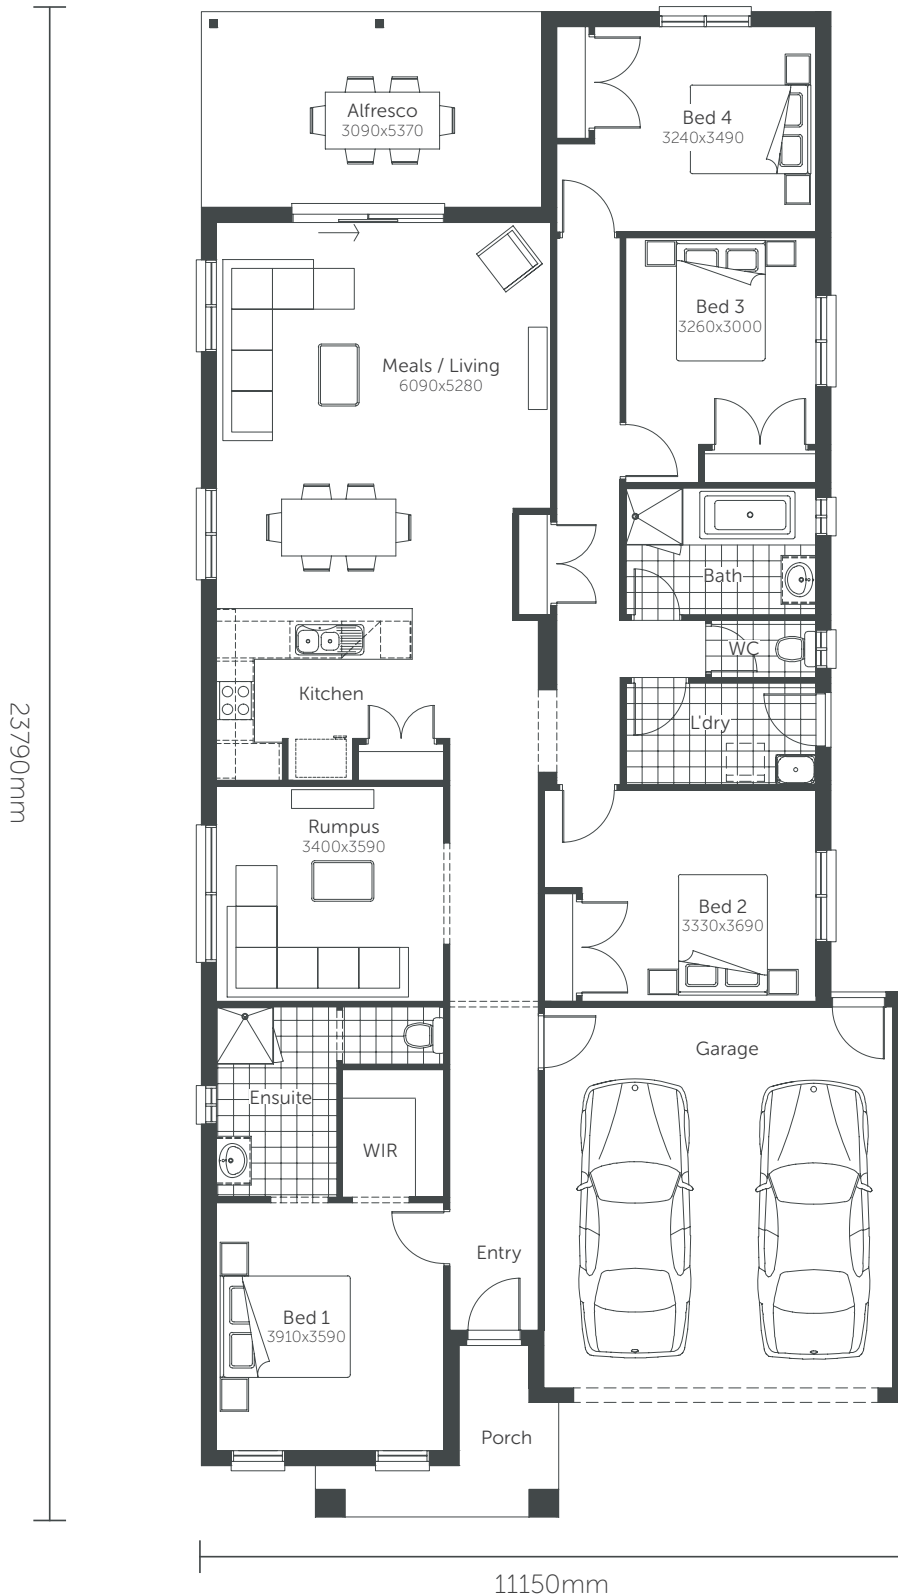 Alfresco
3090x5370
Bed 4
3240x3490
Bed 3
3260x3000
Meals / Living
6090x5280
Bath
WC
Kitchen
L'dry
23790mm
Rumpus
3400x3590
Bed 2
3330x3690
Garage
Ensuite
WIR
Entry
Bed 1
3910x3590
Porch
11150mm